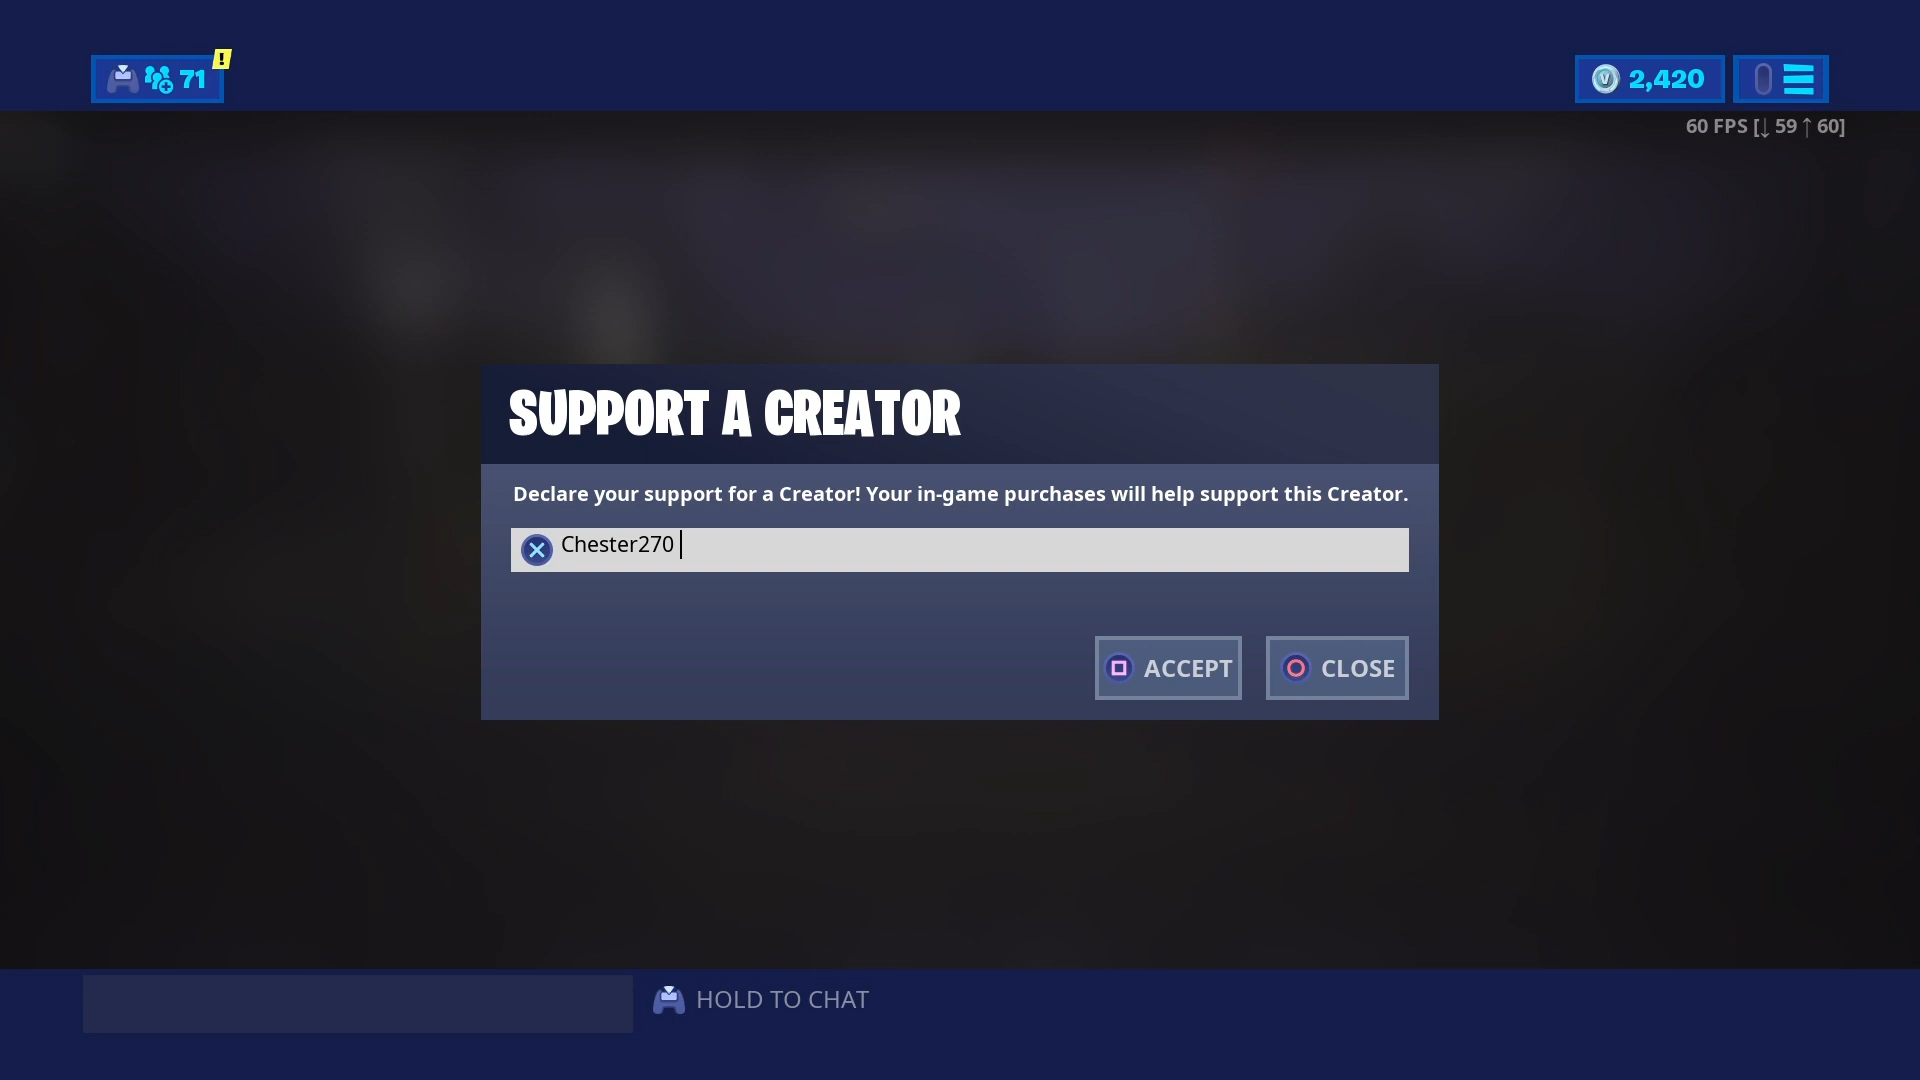 71
!
2,420
60 FPS [↓ 59 ↑ 60]
SUPPORT A CREATOR
Declare your support for a Creator! Your in-game purchases will help support this Creator.
Chester270
ACCEPT
CLOSE
HOLD TO CHAT